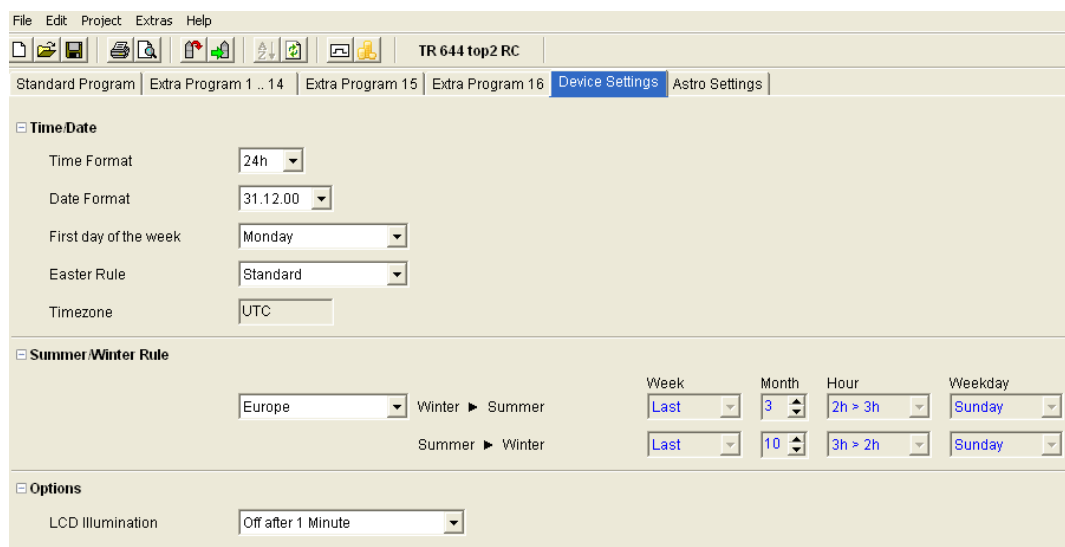 File Edit Project Extras Help
TR 644 top2 RC
Standard Program Extra Program 1 .. 14 Extra Program 15 Extra Program 16 Device Settings Astro Settings
Time/Date
Time Format 24h
Date Format 31.12.00
First day of the week Monday
Easter Rule Standard
Timezone UTC
Summer/Winter Rule
Week Month Hour Weekday
Europe Winter ► Summer Last 3 2h > 3h Sunday
Summer ► Winter Last 10 3h > 2h Sunday
Options
LCD Illumination Off after 1 Minute